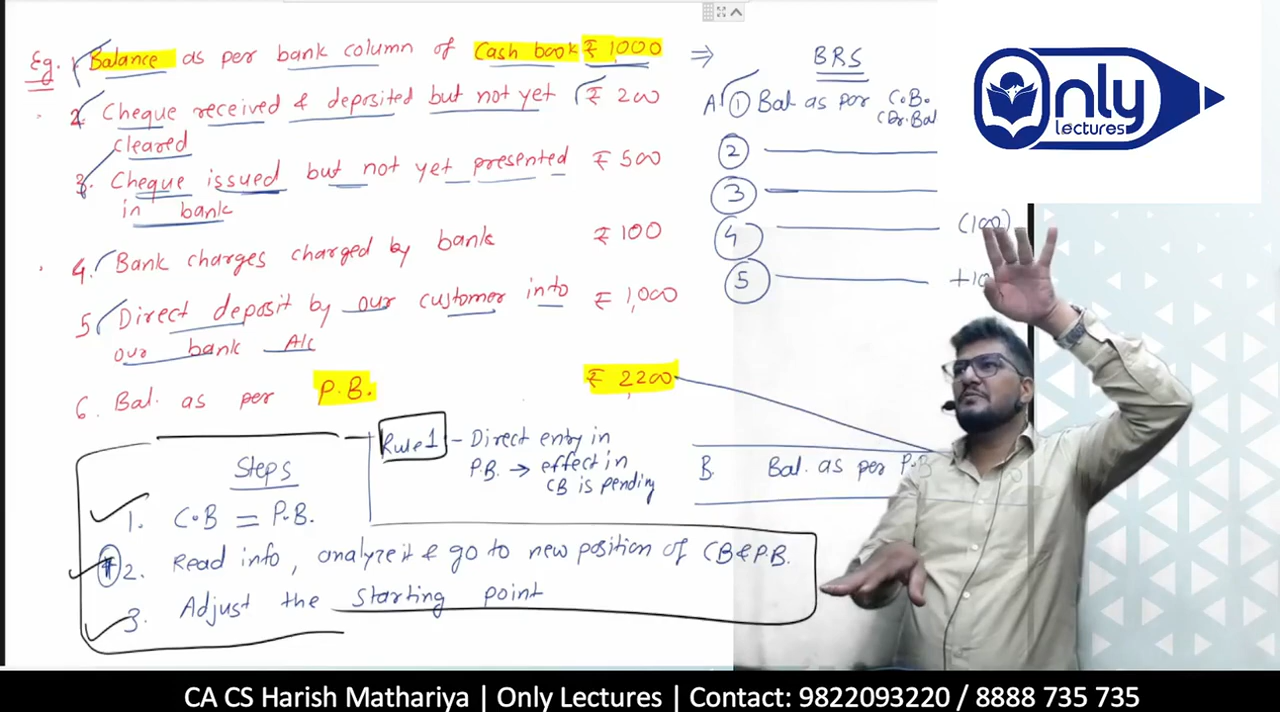 Eg. 1. Balance as per bank column of Cash book ₹ 1000 ⇒
2. Cheque received & deposited but not yet ₹ 200
cleared
3. Cheque issued but not yet presented ₹ 500
in bank
4. Bank charges charged by bank ₹ 100
5. Direct deposit by our customer into ₹ 1,000
our bank A/c
6. Bal. as per P.B. ₹ 2200
BRS
A ① Bal as per C.B.
(Dr. Bal
②
③
④ (100)
⑤
B. Bal. as per P.B
Rule 1 – Direct entry in
P.B. → effect in
CB is pending
Steps
1. C.B = P.B.
2. Read info, analyze it & go to new position of CB & P.B.
3. Adjust the starting point
Only
Lectures
CA CS Harish Mathariya | Only Lectures | Contact: 9822093220 / 8888 735 735